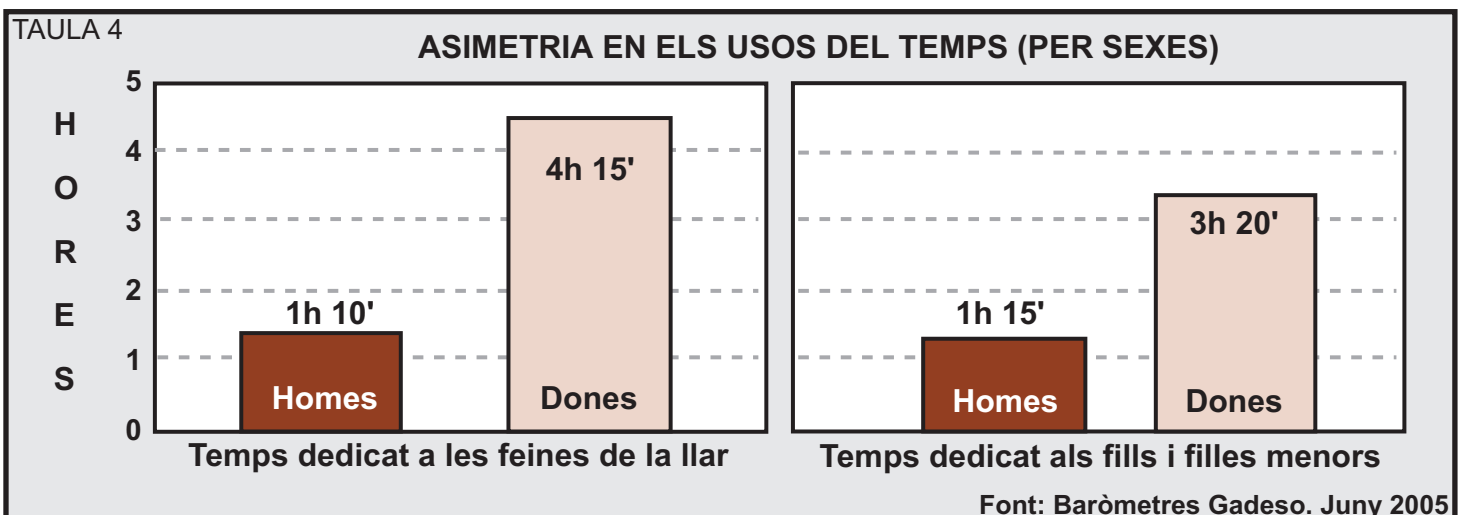 TAULA 4
ASIMETRIA EN ELS USOS DEL TEMPS (PER SEXES)
H
O
R
E
S
5
4
3
2
1
0
1h 10'
Homes
4h 15'
Dones
Temps dedicat a les feines de la llar
1h 15'
Homes
3h 20'
Dones
Temps dedicat als fills i filles menors
Font: Baròmetres Gadeso. Juny 2005